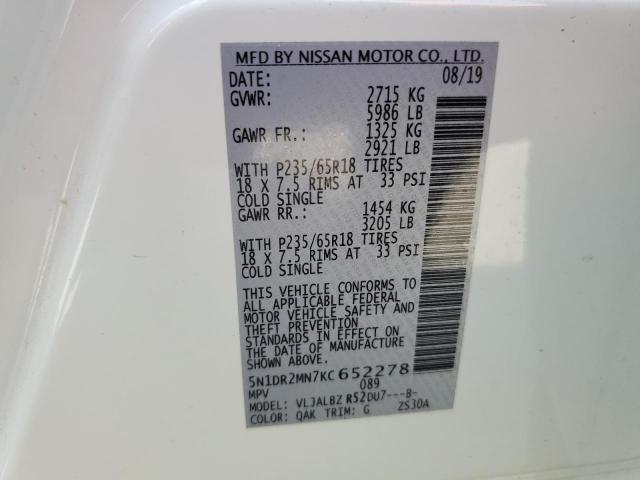 MFD BY NISSAN MOTOR CO., LTD.
DATE: 08/19
GVWR: 2715 KG
5986 LB
GAWR FR.: 1325 KG
2921 LB
WITH P235/65R18 TIRES
18 X 7.5 RIMS AT 33 PSI
COLD SINGLE
GAWR RR.: 1454 KG
3205 LB
WITH P235/65R18 TIRES
18 X 7.5 RIMS AT 33 PSI
COLD SINGLE
THIS VEHICLE CONFORMS TO
ALL APPLICABLE FEDERAL
MOTOR VEHICLE SAFETY AND
THEFT PREVENTION
STANDARDS IN EFFECT ON
THE DATE OF MANUFACTURE
SHOWN ABOVE.
5N1DR2MN7KC652278
MPV 089
MODEL: VLJALBZ R52DU7---B-
COLOR: QAK TRIM: G ZS30A